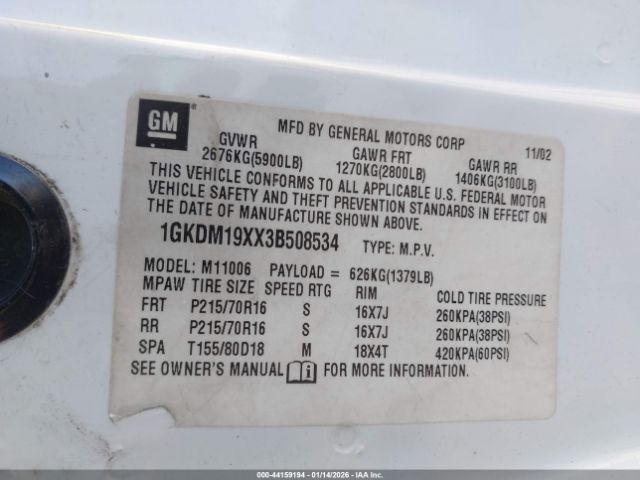 GM
MFD BY GENERAL MOTORS CORP 11/02
GVWR GAWR FRT GAWR RR
2676KG(5900LB) 1270KG(2800LB) 1406KG(3100LB)
THIS VEHICLE CONFORMS TO ALL APPLICABLE U.S. FEDERAL MOTOR
VEHICLE SAFETY AND THEFT PREVENTION STANDARDS IN EFFECT ON
THE DATE OF MANUFACTURE SHOWN ABOVE.
1GKDM19XX3B508534 TYPE: M.P.V.
MODEL: M11006 PAYLOAD = 626KG(1379LB)
MPAW TIRE SIZE SPEED RTG RIM COLD TIRE PRESSURE
FRT P215/70R16 S 16X7J 260KPA(38PSI)
RR P215/70R16 S 16X7J 260KPA(38PSI)
SPA T155/80D18 M 18X4T 420KPA(60PSI)
SEE OWNER'S MANUAL i FOR MORE INFORMATION.
000-44159194 | 01/14/2026 - IAAI.COM